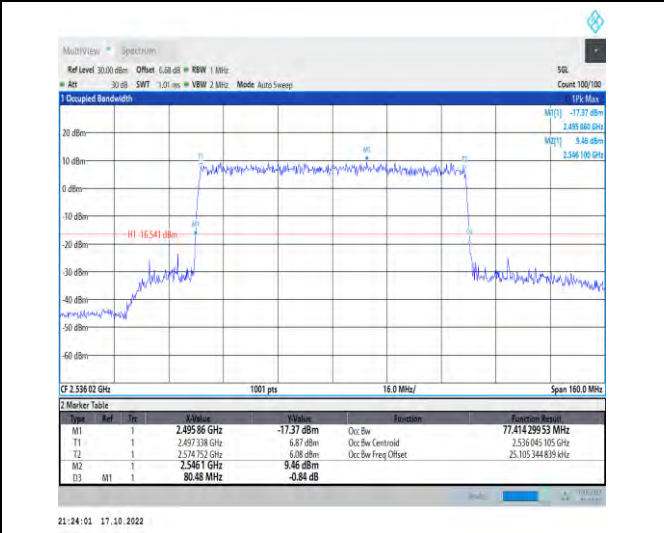 MultiView Spectrum
Ref Level 30.00 dBm Offset 6.68 dB RBW 1 MHz SGL
Att 30 dB SWT 1.01 ms VBW 2 MHz Mode Auto Sweep Count 100/100
1 Occupied Bandwidth 1Pk Max
M1[1] -17.37 dBm
2.495 860 GHz
M2[1] 9.46 dBm
2.546 100 GHz
20 dBm
M2
T1 T2
10 dBm
0 dBm
-10 dBm
M1
H1 -16.541 dBm
-20 dBm
-30 dBm
-40 dBm
-50 dBm
-60 dBm
CF 2.536 02 GHz 1001 pts 16.0 MHz/ Span 160.0 MHz
2 Marker Table
Type Ref Trc X-Value Y-Value Function Function Result
M1 1 2.495 86 GHz -17.37 dBm Occ Bw 77.414 299 53 MHz
T1 1 2.497 338 GHz 6.87 dBm Occ Bw Centroid 2.536 045 105 GHz
T2 1 2.574 752 GHz 6.08 dBm Occ Bw Freq Offset 25.105 344 839 kHz
M2 1 2.546 1 GHz 9.46 dBm
D3 M1 1 80.48 MHz -0.84 dB
21:24:01 17.10.2022